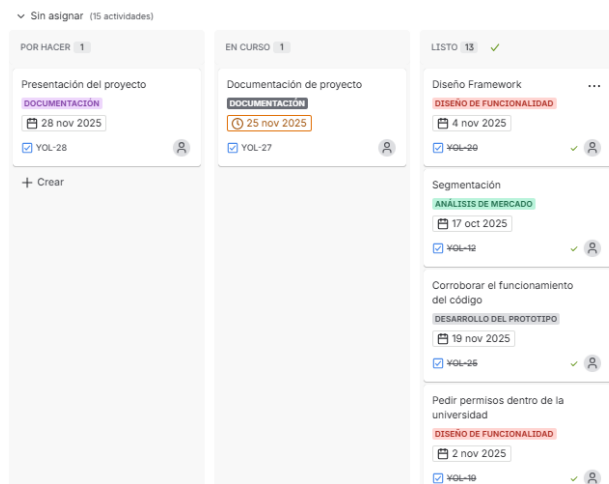 Sin asignar (15 actividades)
POR HACER 1
Presentación del proyecto
DOCUMENTACIÓN
28 nov 2025
YOL-28
+ Crear
EN CURSO 1
Documentación de proyecto
DOCUMENTACIÓN
25 nov 2025
YOL-27
LISTO 13
Diseño Framework
DISEÑO DE FUNCIONALIDAD
4 nov 2025
YOL-20
Segmentación
ANÁLISIS DE MERCADO
17 oct 2025
YOL-12
Corroborar el funcionamiento
del código
DESARROLLO DEL PROTOTIPO
19 nov 2025
YOL-25
Pedir permisos dentro de la
universidad
DISEÑO DE FUNCIONALIDAD
2 nov 2025
YOL-19